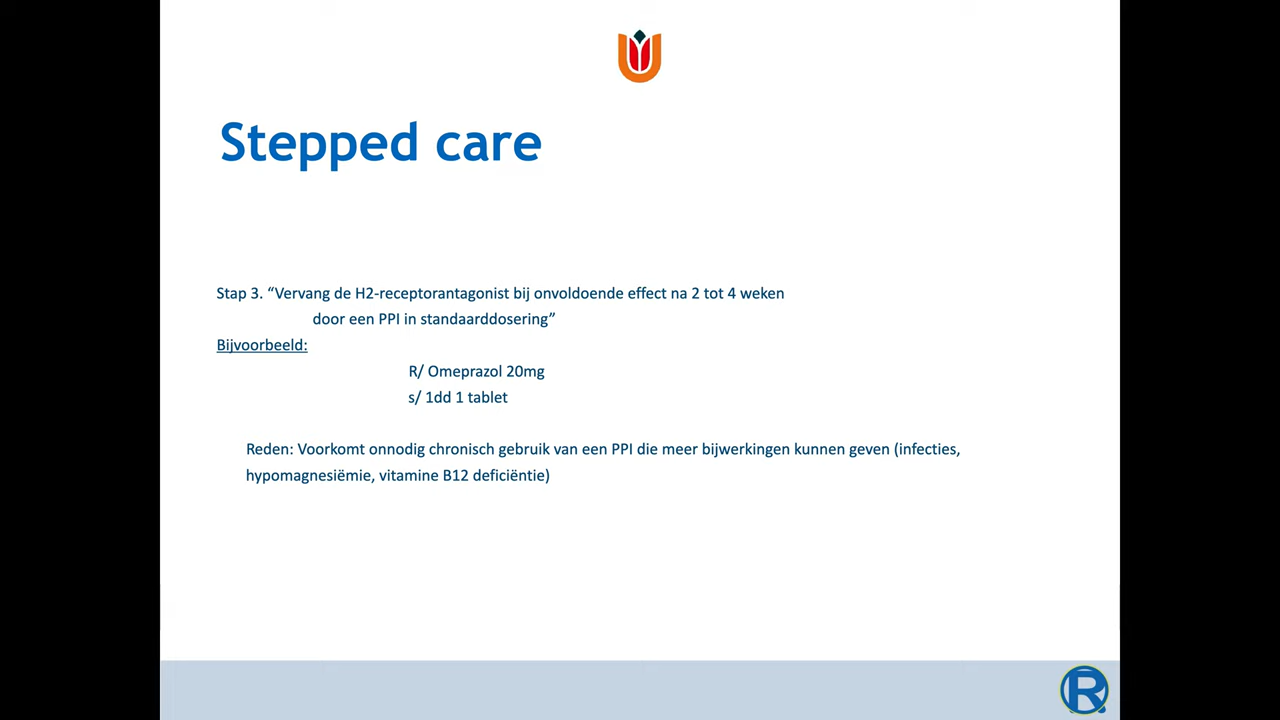 Stepped care
Stap 3. “Vervang de H2-receptorantagonist bij onvoldoende effect na 2 tot 4 weken
door een PPI in standaarddosering”
Bijvoorbeeld:
R/ Omeprazol 20mg
s/ 1dd 1 tablet
Reden: Voorkomt onnodig chronisch gebruik van een PPI die meer bijwerkingen kunnen geven (infecties,
hypomagnesiëmie, vitamine B12 deficiëntie)
R